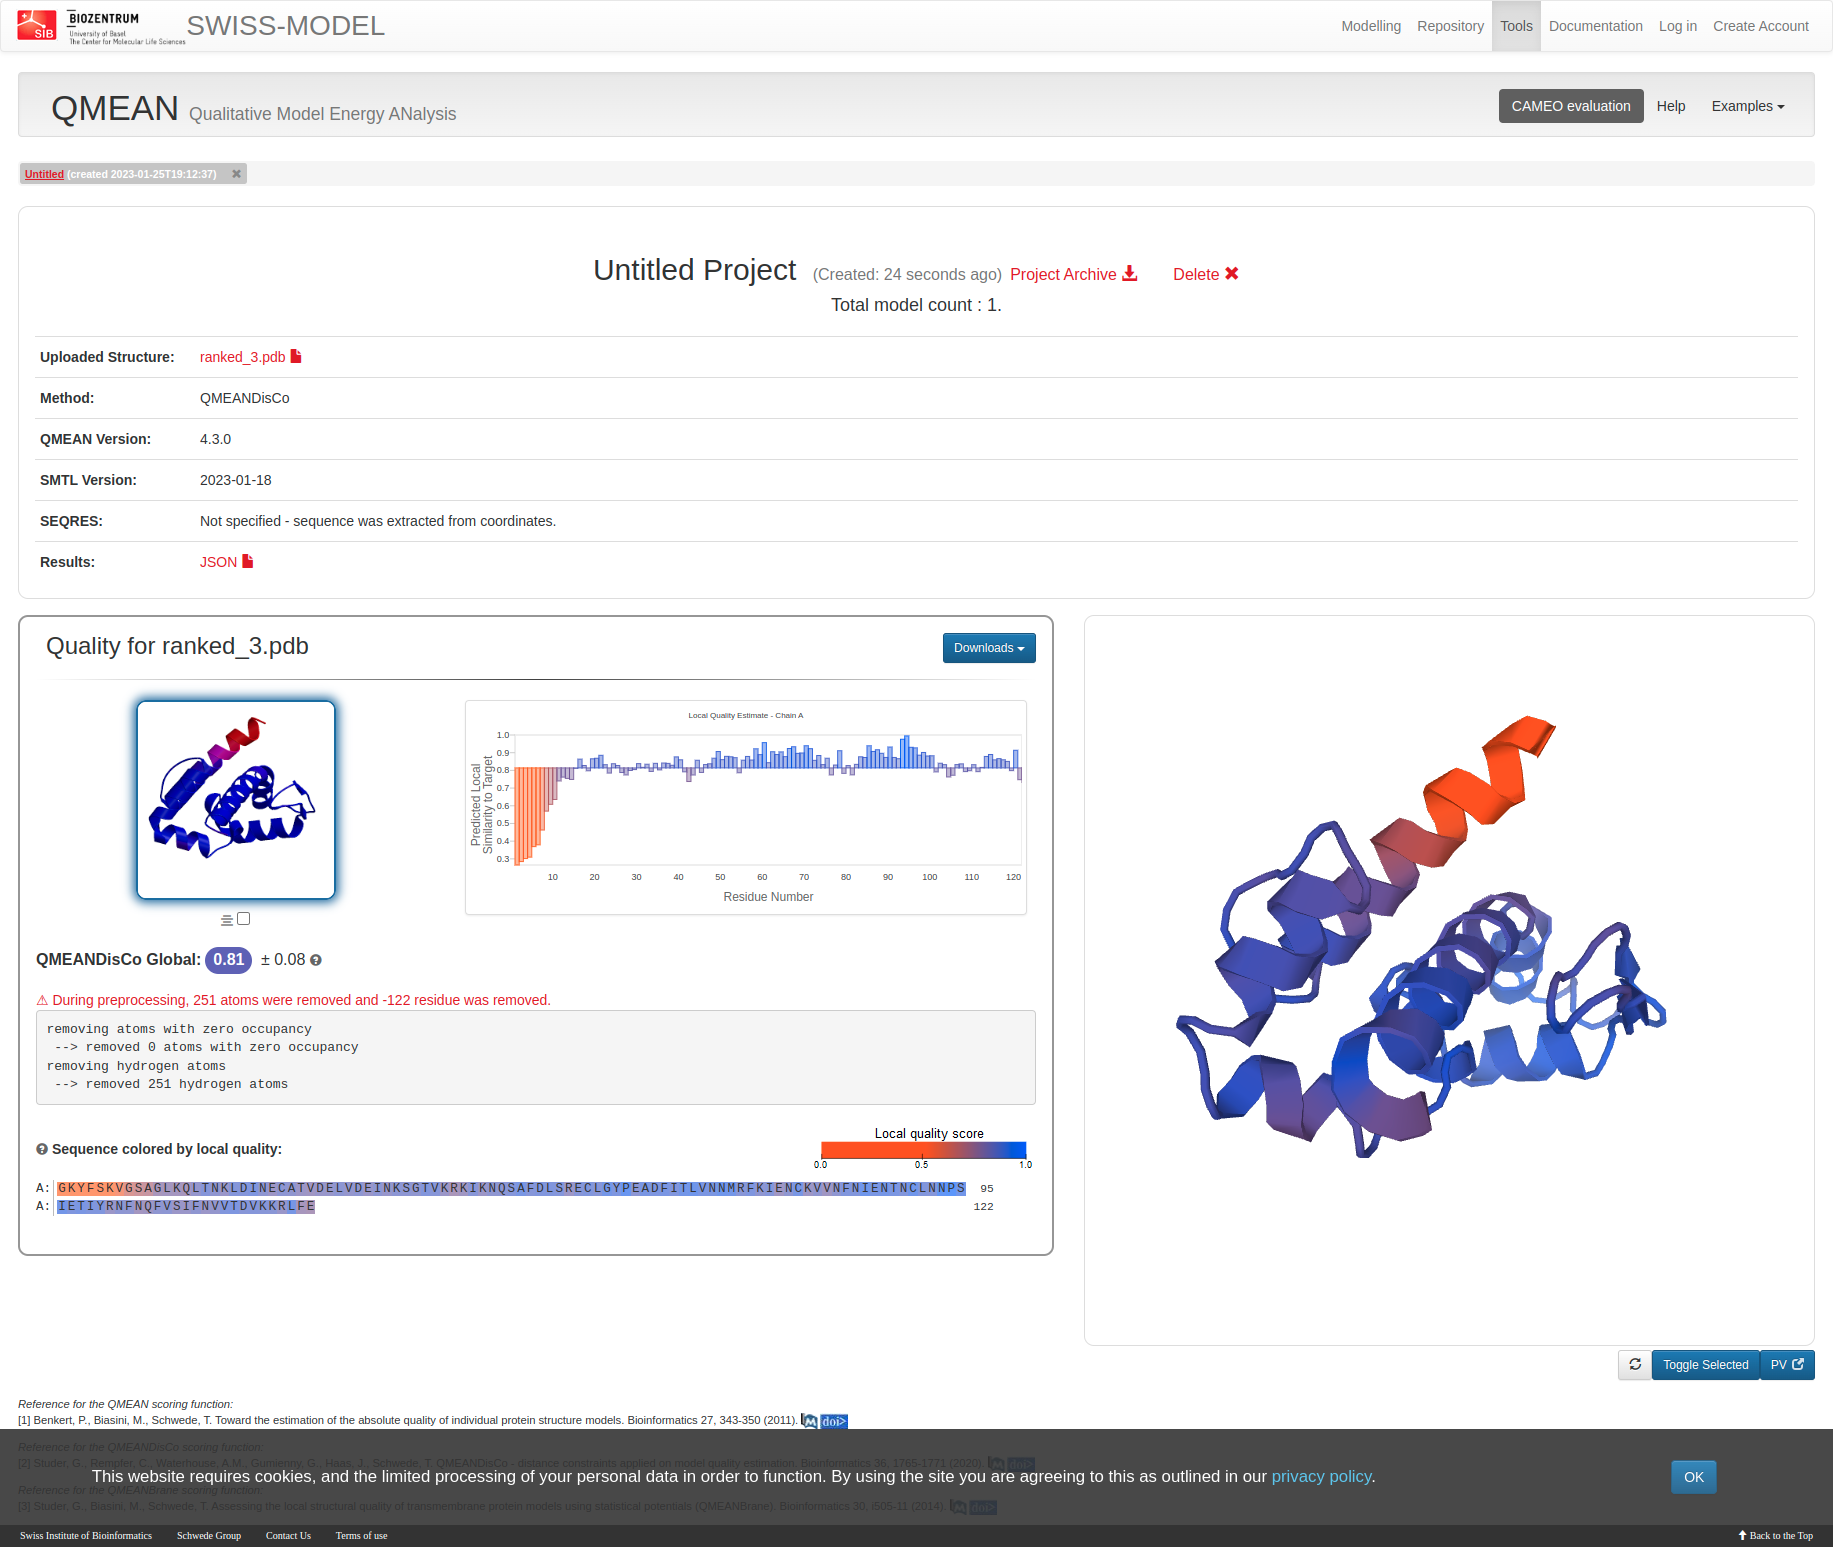 SIB BIOZENTRUM
University of Basel
The Center for Molecular Life Sciences
SWISS-MODEL
Modelling Repository Tools Documentation Log in Create Account
QMEAN Qualitative Model Energy ANalysis
CAMEO evaluation Help Examples
Untitled (created 2023-01-25T19:12:37) ✖
Untitled Project (Created: 24 seconds ago) Project Archive Delete ✖
Total model count : 1.
Uploaded Structure: ranked_3.pdb
Method: QMEANDisCo
QMEAN Version: 4.3.0
SMTL Version: 2023-01-18
SEQRES: Not specified - sequence was extracted from coordinates.
Results: JSON
Quality for ranked_3.pdb
Downloads
Local Quality Estimate - Chain A
Predicted Local
Similarity to Target
1.0
0.9
0.8
0.7
0.6
0.5
0.4
0.3
10 20 30 40 50 60 70 80 90 100 110 120
Residue Number
QMEANDisCo Global: 0.81 ± 0.08
⚠ During preprocessing, 251 atoms were removed and -122 residue was removed.
removing atoms with zero occupancy
--> removed 0 atoms with zero occupancy
removing hydrogen atoms
--> removed 251 hydrogen atoms
Sequence colored by local quality:
Local quality score
0.0 0.5 1.0
A: GKYFSKVGSAGLKQLTNKLDINECATVDELVDEINKSGTVKRKIKNQSAFDLSRECLGYPEADFITLVNNMRFKIENCKVVNFNIENTNCLNNPS 95
A: IETIYRNFNQFVSIFNVVTDVKKRLFE 122
Toggle Selected PV
Reference for the QMEAN scoring function:
[1] Benkert, P., Biasini, M., Schwede, T. Toward the estimation of the absolute quality of individual protein structure models. Bioinformatics 27, 343-350 (2011). M doi>
Reference for the QMEANDisCo scoring function:
[2] Studer, G., Rempfer, C., Waterhouse, A.M., Gumienny, G., Haas, J., Schwede, T. QMEANDisCo - distance constraints applied on model quality estimation. Bioinformatics 36, 1765-1771 (2020). M doi>
This website requires cookies, and the limited processing of your personal data in order to function. By using the site you are agreeing to this as outlined in our privacy policy.
OK
Reference for the QMEANBrane scoring function:
[3] Studer, G., Biasini, M., Schwede, T. Assessing the local structural quality of transmembrane protein models using statistical potentials (QMEANBrane). Bioinformatics 30, i505-11 (2014). M doi>
Swiss Institute of Bioinformatics Schwede Group Contact Us Terms of use
Back to the Top